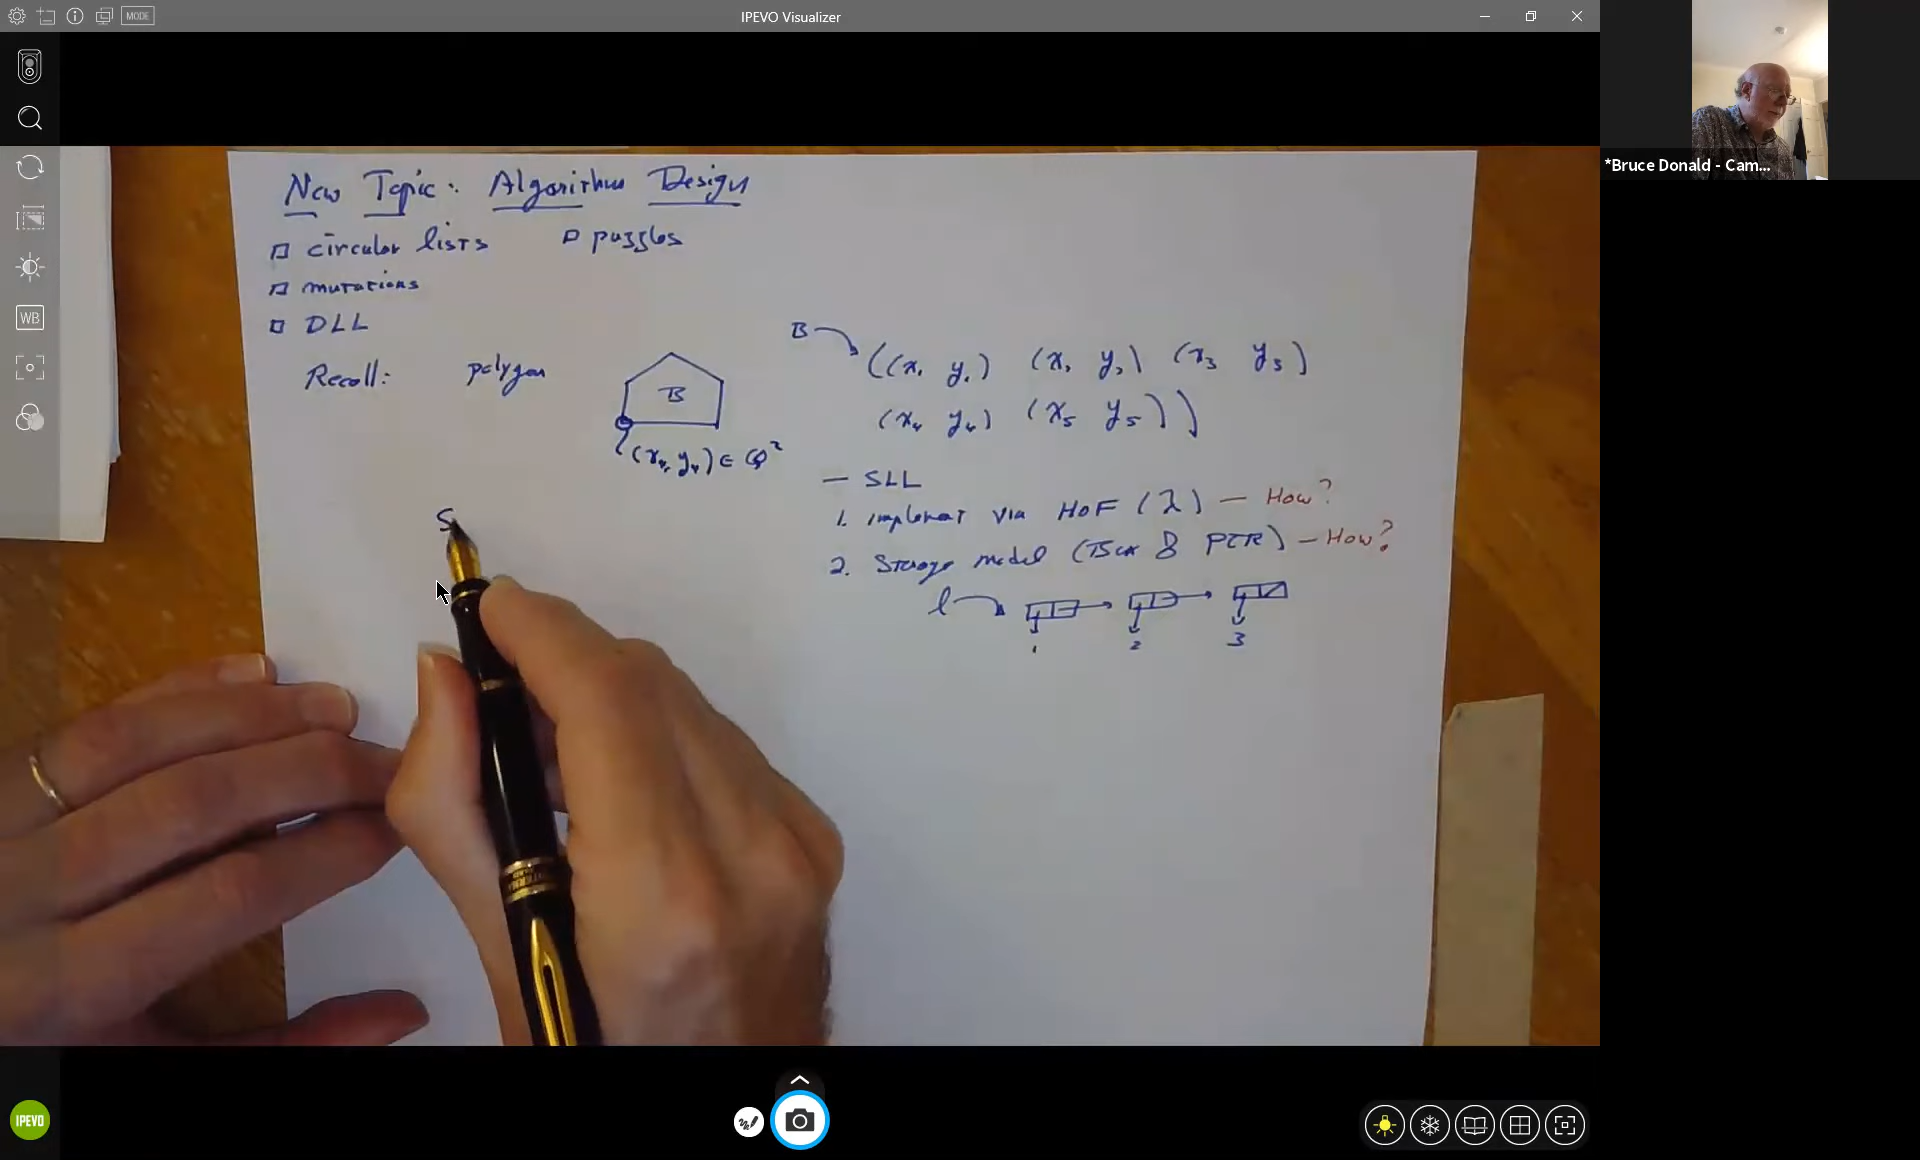 MODE
IPEVO Visualizer
*Bruce Donald - Cam...
WB
New Topic: Algorithm Design
circular lists
puzzles
mutations
DLL
Recall: polygon
B
(x₄, y₄) ∈ Q²
B
((x₁ y₁) (x₂ y₂) (x₃ y₃)
(x₄ y₄) (x₅ y₅))
— SLL
1. implement via HoF (λ) — How?
2. Storage model (Box & PTR) — How?
l
1 2 3
S
IPEVO